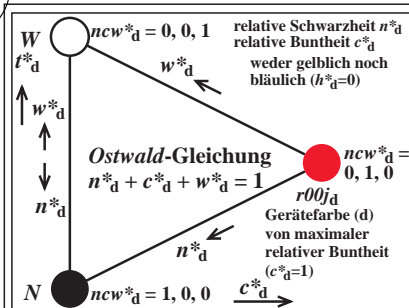 W ncw*d = 0, 0, 1
relative Schwarzheit n*d
relative Buntheit c*d
weder gelblich noch
bläulich (h*d=0)
t*d
w*d
w*d
Ostwald-Gleichung
n*d + c*d + w*d = 1
ncw*d =
0, 1, 0
r00jd
n*d
n*d
Gerätefarbe (d)
von maximaler
relativer Buntheit
(c*d=1)
N ncw*d = 1, 0, 0
c*d